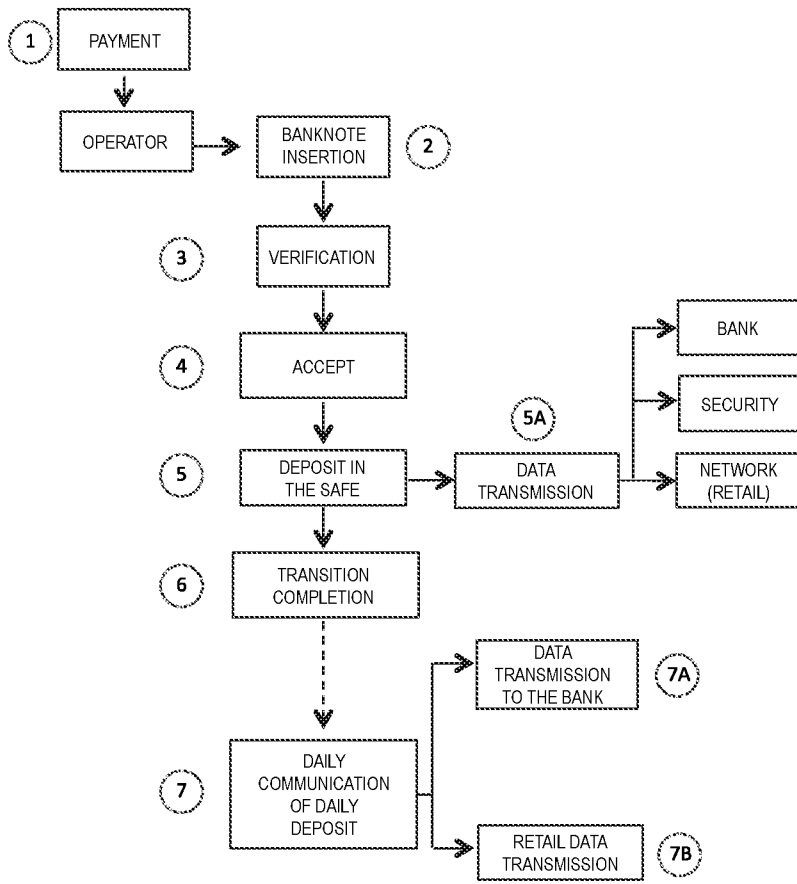 1
PAYMENT
OPERATOR
BANKNOTE
INSERTION
2
3
VERIFICATION
4
ACCEPT
5
DEPOSIT IN
THE SAFE
5A
DATA
TRANSMISSION
BANK
SECURITY
NETWORK
(RETAIL)
6
TRANSITION
COMPLETION
7
DAILY
COMMUNICATION
OF DAILY
DEPOSIT
DATA
TRANSMISSION
TO THE BANK
7A
RETAIL DATA
TRANSMISSION
7B